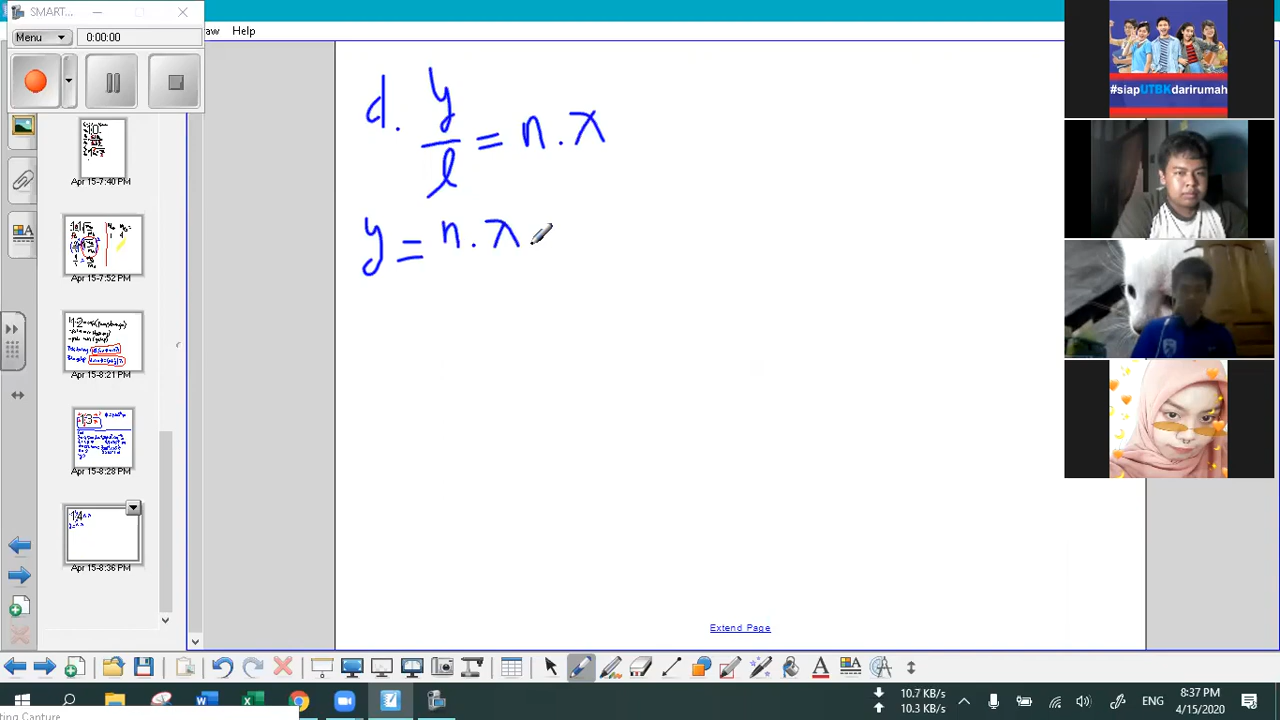 SMART...
Menu
0:00:00
aw Help
#siapUTBKdarirumah
d. y/l = n.λ
y = n.λ
Apr 15-7:40 PM
Apr 15-7:52 PM
Apr 15-8:21 PM
Apr 15-8:28 PM
Apr 15-8:36 PM
Extend Page
10.7 KB/s
10.3 KB/s
ENG
8:37 PM
4/15/2020
ting Capture